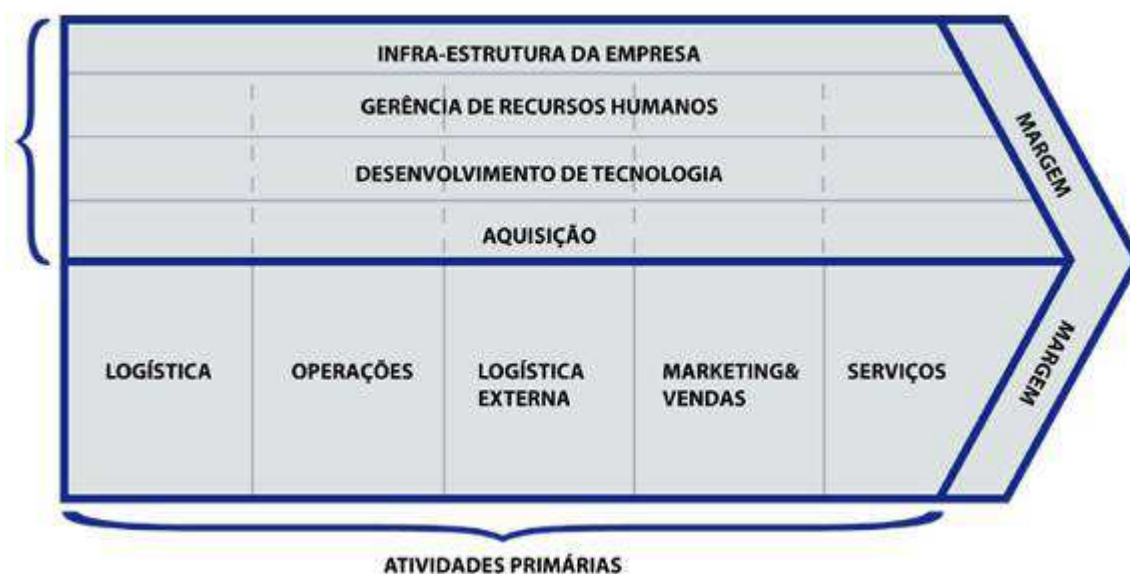 INFRA-ESTRUTURA DA EMPRESA
GERÊNCIA DE RECURSOS HUMANOS
DESENVOLVIMENTO DE TECNOLOGIA
AQUISIÇÃO
MARGEM
LOGÍSTICA
OPERAÇÕES
LOGÍSTICA
EXTERNA
MARKETING&
VENDAS
SERVIÇOS
MARGEM
ATIVIDADES PRIMÁRIAS